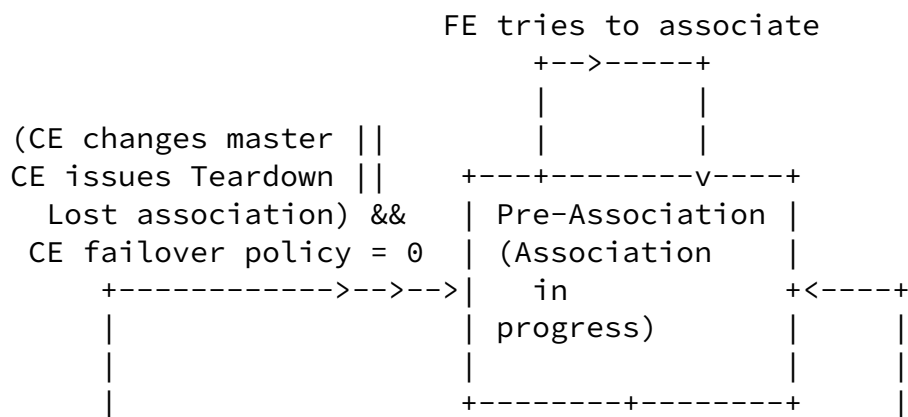 FE tries to associate
                               +-->-----+
                               |        |
 (CE changes master ||         |        |
 CE issues Teardown ||     +---+--------v----+
   Lost association) &&    | Pre-Association |
  CE failover policy = 0   | (Association    |
      +------------>-->-->|    in           +<----+
      |                    | progress)       |     |
      |                    |                 |     |
      |                    +--------+--------+     |